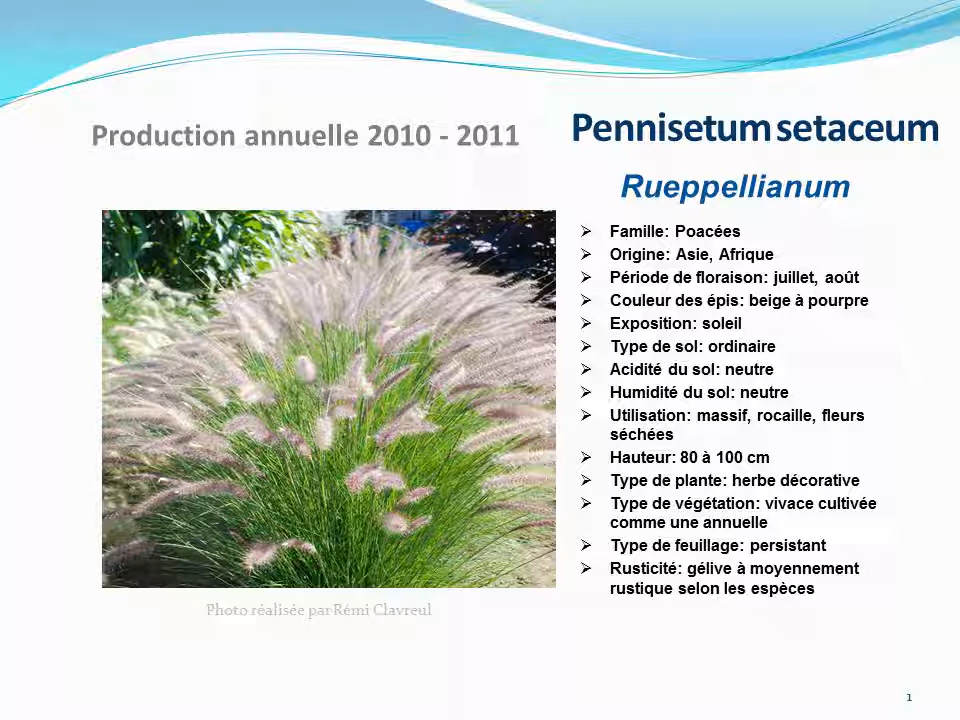 Production annuelle 2010 - 2011
Pennisetum setaceum
Rueppellianum
Famille: Poacées
Origine: Asie, Afrique
Période de floraison: juillet, août
Couleur des épis: beige à pourpre
Exposition: soleil
Type de sol: ordinaire
Acidité du sol: neutre
Humidité du sol: neutre
Utilisation: massif, rocaille, fleurs
séchées
Hauteur: 80 à 100 cm
Type de plante: herbe décorative
Type de végétation: vivace cultivée
comme une annuelle
Type de feuillage: persistant
Rusticité: gélive à moyennement
rustique selon les espèces
Photo réalisée par Rémi Clavreul
1